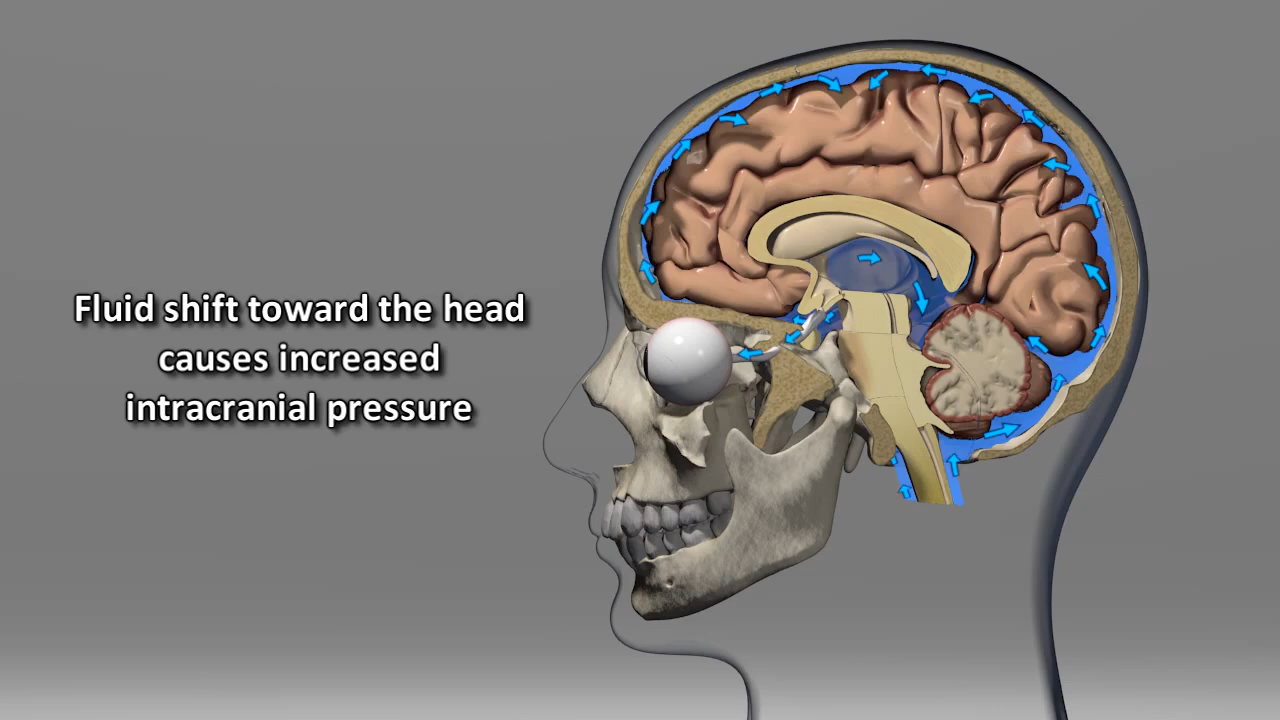 Fluid shift toward the head
causes increased
intracranial pressure